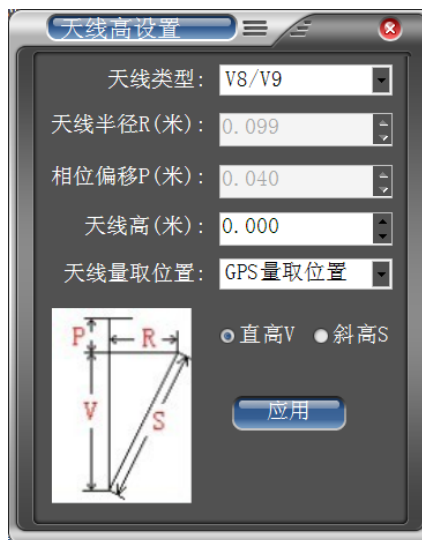 天线高设置
天线类型: V8/V9
天线半径R(米): 0.099
相位偏移P(米): 0.040
天线高(米): 0.000
天线量取位置: GPS量取位置
直高V 斜高S
P R
V S
应用